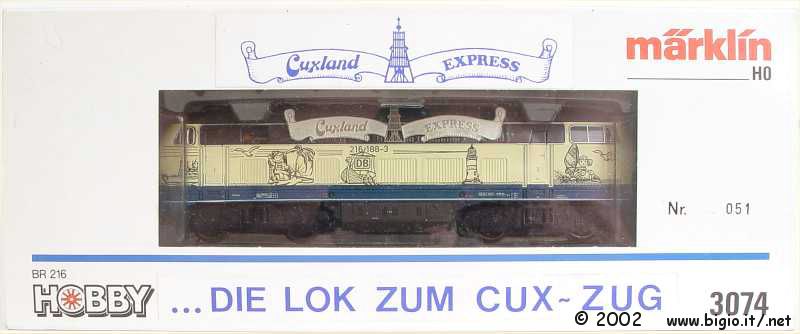 Cuxland EXPRESS
märklin
HO
Cuxland EXPRESS
216 188-3
DB
Nr. 051
BR 216
HOBBY
...DIE LOK ZUM CUX~ZUG
3074
© 2002 www.bigio.it/.net